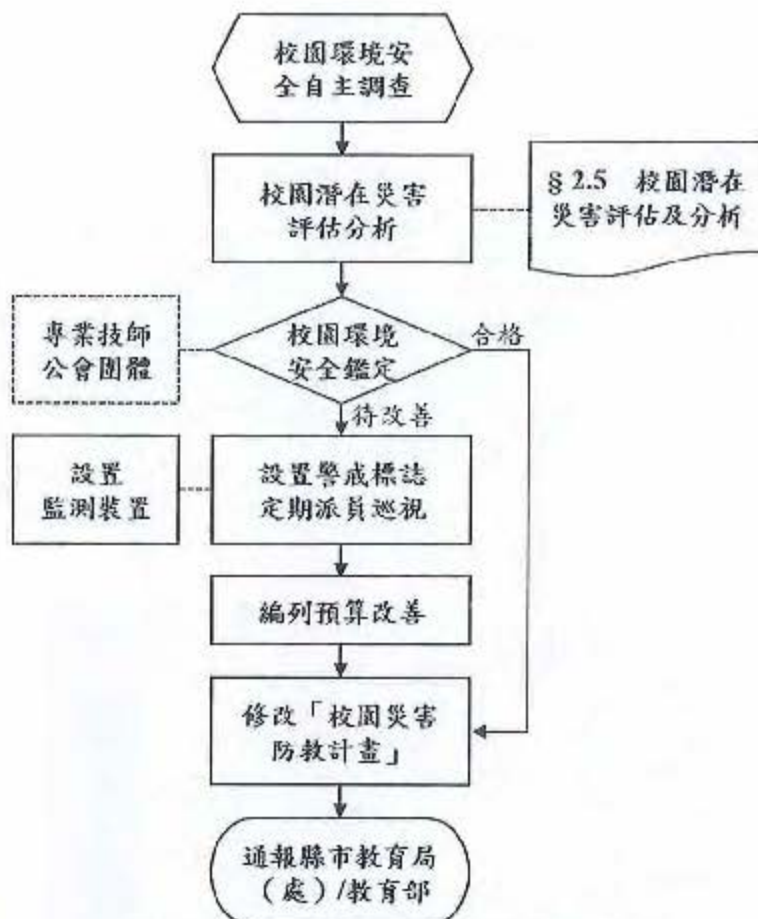 校園環境安
全自主調查
校園潛在災害
評估分析
§ 2.5 校園潛在
災害評估及分析
專業技師
公會團體
校園環境
安全鑑定
合格
待改善
設置
監測裝置
設置警戒標誌
定期派員巡視
編列預算改善
修改「校園災害
防救計畫」
通報縣市教育局
（處）/教育部